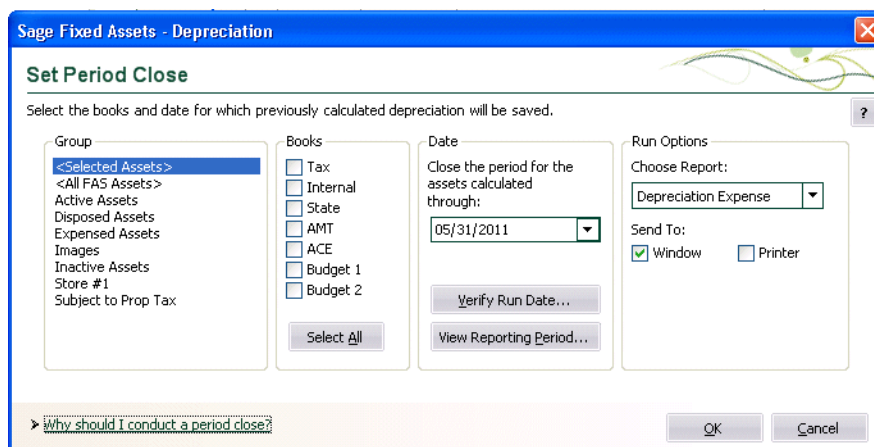 Sage Fixed Assets - Depreciation
Set Period Close
Select the books and date for which previously calculated depreciation will be saved.
?
Group
<Selected Assets>
<All FAS Assets>
Active Assets
Disposed Assets
Expensed Assets
Images
Inactive Assets
Store #1
Subject to Prop Tax
Books
Tax
Internal
State
AMT
ACE
Budget 1
Budget 2
Select All
Date
Close the period for the
assets calculated
through:
05/31/2011
Verify Run Date...
View Reporting Period...
Run Options
Choose Report:
Depreciation Expense
Send To:
Window
Printer
Why should I conduct a period close?
OK
Cancel